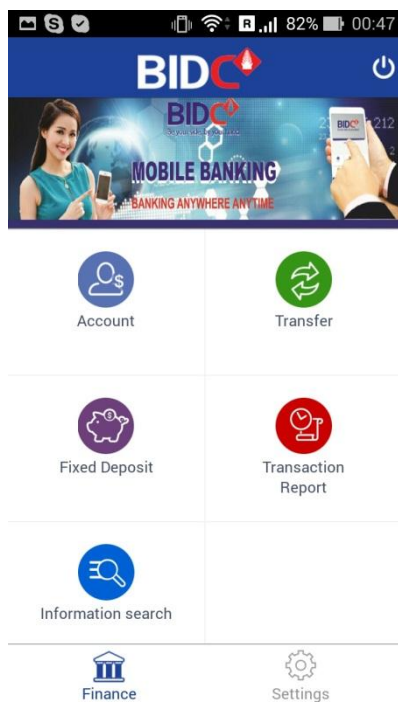 R 82% 00:47
BIDC
BIDC
MOBILE BANKING
BANKING ANYWHERE ANYTIME
BIDC
212
Account
Transfer
Fixed Deposit
Transaction
Report
Information search
Finance
Settings